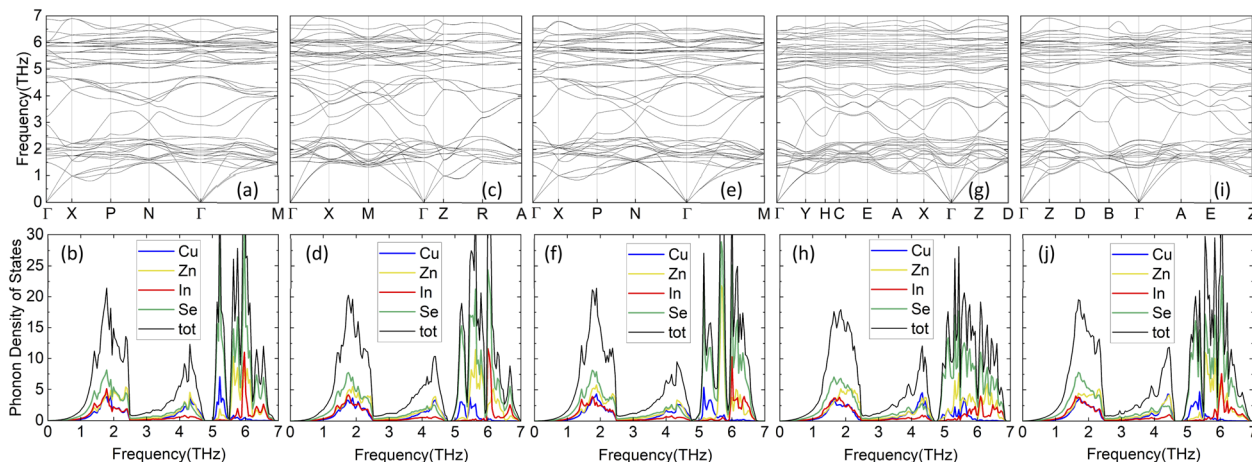 Frequency(THz)
7
6
5
4
3
2
1
0
(a)
(c)
(e)
(g)
(i)
Γ X P N Γ M
Γ X M Γ Z R A
Γ X P N Γ M
Γ Y H C E A X Γ Z D
Γ Z D B Γ A E Z
Phonon Density of States
30
25
20
15
10
5
0
(b)
Cu
Zn
In
Se
tot
(d)
Cu
Zn
In
Se
tot
(f)
Cu
Zn
In
Se
tot
(h)
Cu
Zn
In
Se
tot
(j)
Cu
Zn
In
Se
tot
0 1 2 3 4 5 6 7
0 1 2 3 4 5 6 7
0 1 2 3 4 5 6 7
0 1 2 3 4 5 6 7
0 1 2 3 4 5 6 7
Frequency(THz)
Frequency(THz)
Frequency(THz)
Frequency(THz)
Frequency(THz)